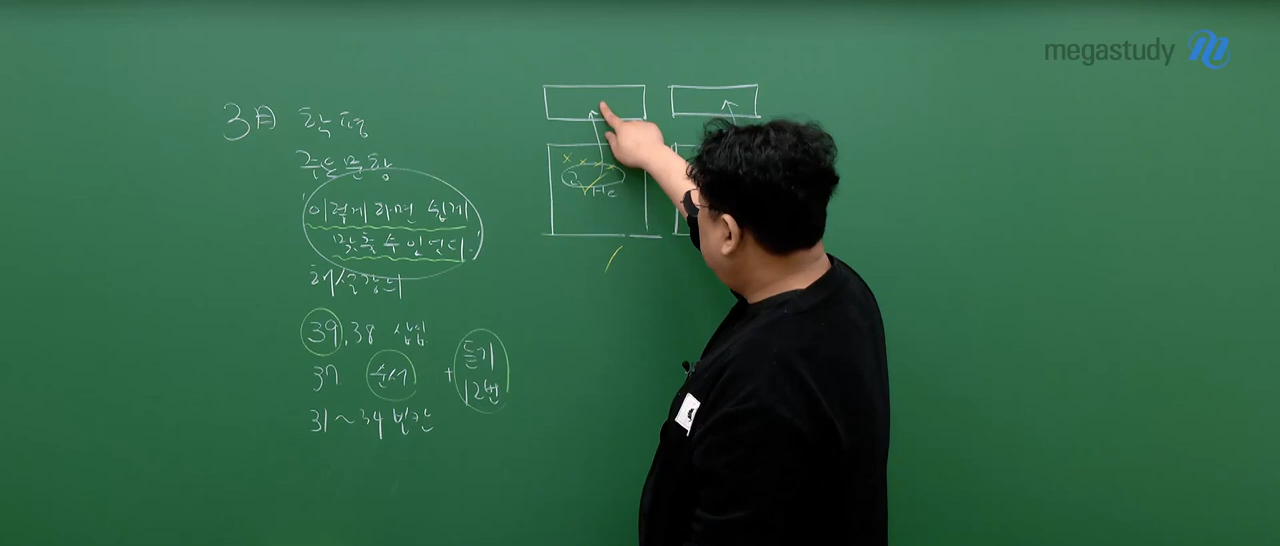 megastudy
3月 학평
주요문항
'이렇게 하면 쉽게
맞출 수 있었다.'
해설강의
39, 38 삽입
37 순서
+ 듣기
12번
31~34 빈칸